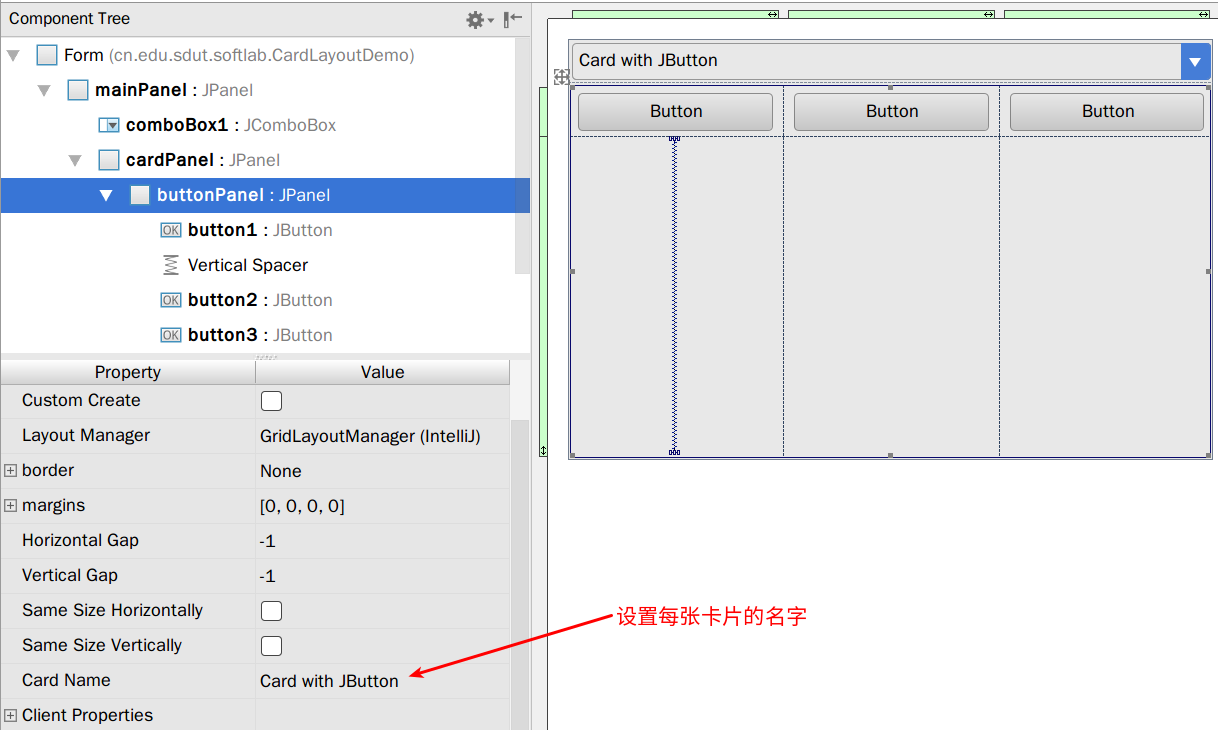 Component Tree
Form (cn.edu.sdut.softlab.CardLayoutDemo)
mainPanel : JPanel
comboBox1 : JComboBox
cardPanel : JPanel
buttonPanel : JPanel
OK button1 : JButton
Vertical Spacer
OK button2 : JButton
OK button3 : JButton
Property Value
Custom Create
Layout Manager GridLayoutManager (IntelliJ)
border None
margins [0, 0, 0, 0]
Horizontal Gap -1
Vertical Gap -1
Same Size Horizontally
Same Size Vertically
Card Name Card with JButton
Client Properties
Card with JButton
Button Button Button
设置每张卡片的名字